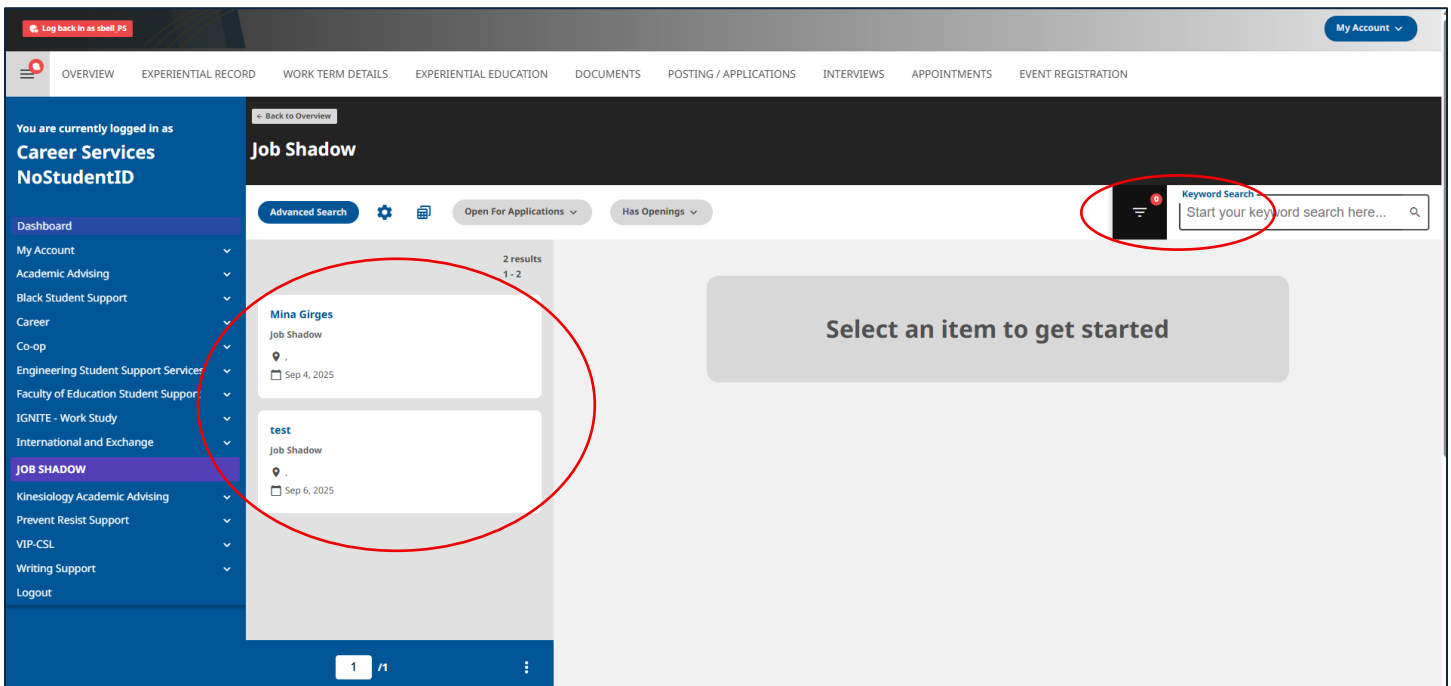 Log back in as sbell_PS
My Account
OVERVIEW EXPERIENTIAL RECORD WORK TERM DETAILS EXPERIENTIAL EDUCATION DOCUMENTS POSTING / APPLICATIONS INTERVIEWS APPOINTMENTS EVENT REGISTRATION
You are currently logged in as
Career Services
NoStudentID
Dashboard
My Account
Academic Advising
Black Student Support
Career
Co-op
Engineering Student Support Services
Faculty of Education Student Support
IGNITE - Work Study
International and Exchange
JOB SHADOW
Kinesiology Academic Advising
Prevent Resist Support
VIP-CSL
Writing Support
Logout
← Back to Overview
Job Shadow
Advanced Search Open For Applications Has Openings
0
Keyword Search
Start your keyword search here...
2 results
1 - 2
Mina Girges
Job Shadow
,
Sep 4, 2025
test
Job Shadow
,
Sep 6, 2025
1 /1
Select an item to get started